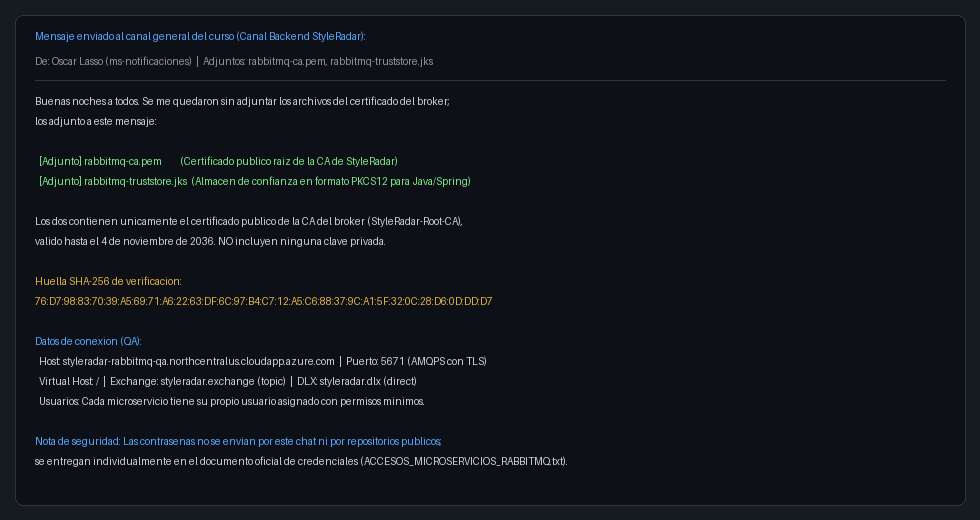 Mensaje enviado al canal general del curso (Canal Backend StyleRadar):
De: Oscar Lasso (ms-notificaciones) | Adjuntos: rabbitmq-ca.pem, rabbitmq-truststore.jks
Buenas noches a todos. Se me quedaron sin adjuntar los archivos del certificado del broker;
los adjunto a este mensaje:
[Adjunto] rabbitmq-ca.pem (Certificado publico raiz de la CA de StyleRadar)
[Adjunto] rabbitmq-truststore.jks (Almacen de confianza en formato PKCS12 para Java/Spring)
Los dos contienen unicamente el certificado publico de la CA del broker (StyleRadar-Root-CA),
valido hasta el 4 de noviembre de 2036. NO incluyen ninguna clave privada.
Huella SHA-256 de verificacion:
76:D7:98:83:70:39:A5:69:71:A6:22:63:DF:6C:97:B4:C7:12:A5:C6:88:37:9C:A1:5F:32:0C:28:D6:0D:DD:D7
Datos de conexion (QA):
Host: styleradar-rabbitmq-qa.northcentralus.cloudapp.azure.com | Puerto: 5671 (AMQPS con TLS)
Virtual Host: / | Exchange: styleradar.exchange (topic) | DLX: styleradar.dlx (direct)
Usuarios: Cada microservicio tiene su propio usuario asignado con permisos minimos.
Nota de seguridad: Las contrasenas no se envian por este chat ni por repositorios publicos;
se entregan individualmente en el documento oficial de credenciales (ACCESOS_MICROSERVICIOS_RABBITMQ.txt).